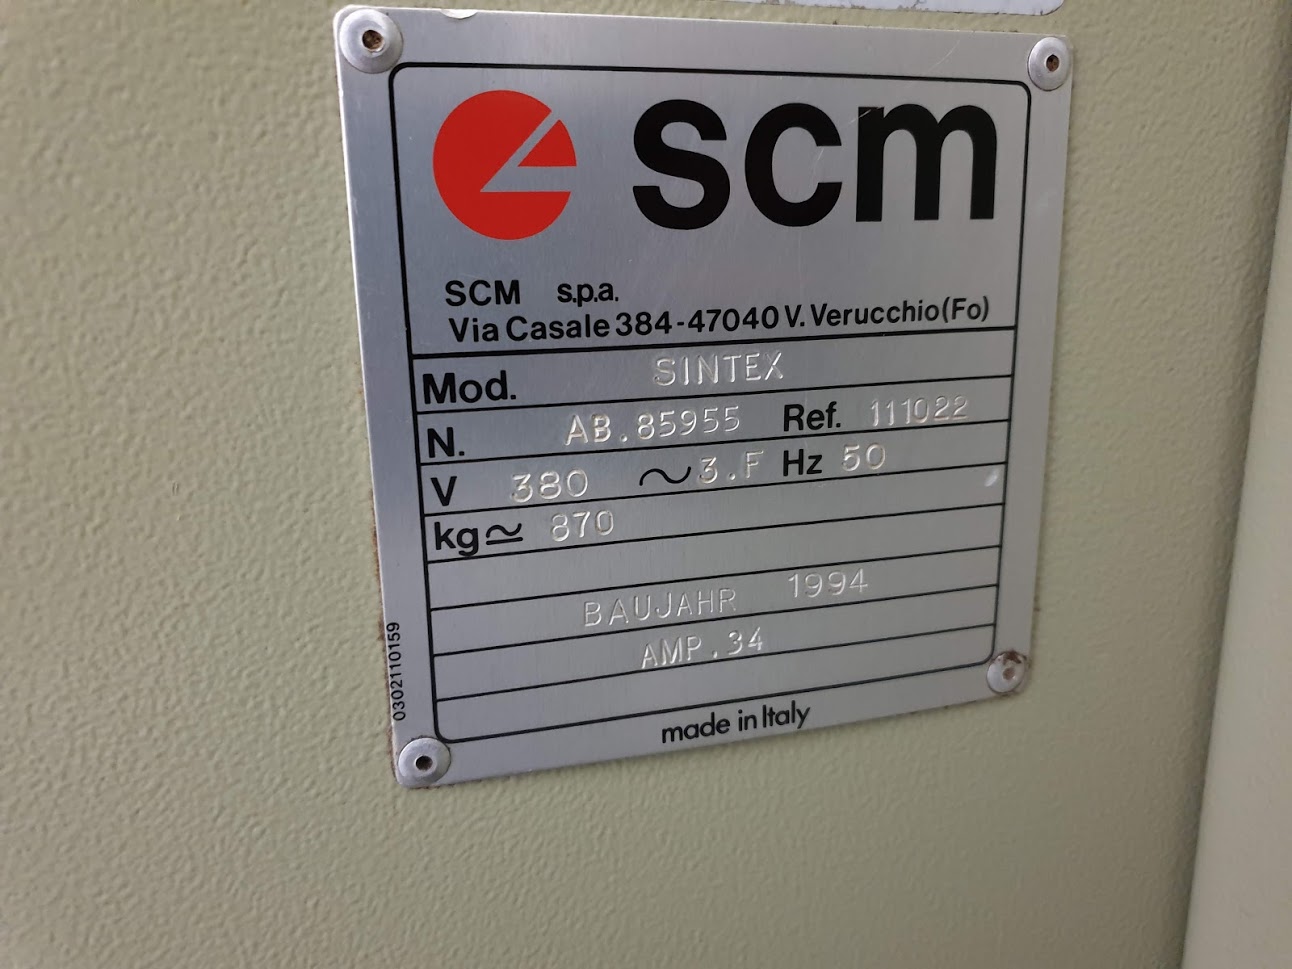 scm
SCM s.p.a.
Via Casale 384-47040 V. Verucchio (Fo)
Mod. SINTEX
N. AB.85955 Ref. 111022
V 380 ~3.F Hz 50
kg≃ 870
BAUJAHR 1994
AMP.34
made in Italy
0302110159